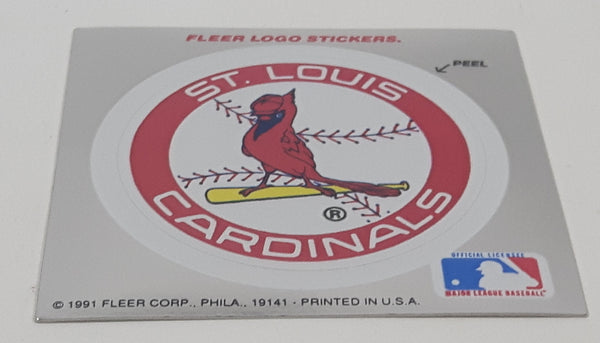 FLEER LOGO STICKERS.
PEEL
ST. LOUIS
CARDINALS
®
OFFICIAL LICENSEE
MAJOR LEAGUE BASEBALL
© 1991 FLEER CORP., PHILA., 19141 - PRINTED IN U.S.A.